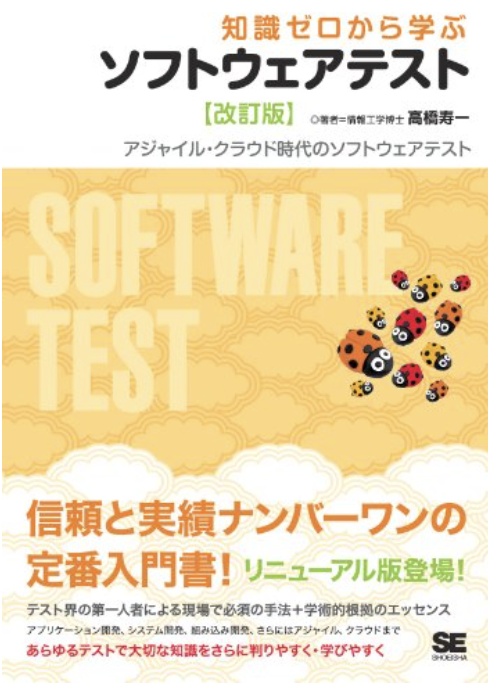 知識ゼロから学ぶ
ソフトウェアテスト
【改訂版】 ◎著者=情報工学博士 高橋寿一
アジャイル・クラウド時代のソフトウェアテスト
SOFTWARE
TEST
信頼と実績ナンバーワンの
定番入門書! リニューアル版登場!
テスト界の第一人者による現場で必須の手法+学術的根拠のエッセンス
アプリケーション開発、システム開発、組み込み開発、さらにはアジャイル、クラウドまで
あらゆるテストで大切な知識をさらに判りやすく・学びやすく
SE
SHOEISHA